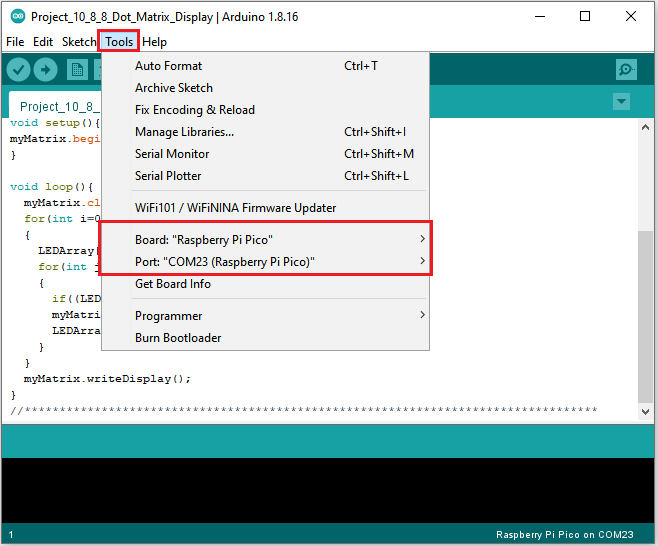 Project_10_8_8_Dot_Matrix_Display | Arduino 1.8.16
File Edit Sketch Tools Help
Auto Format Ctrl+T
Archive Sketch
Fix Encoding & Reload
Manage Libraries... Ctrl+Shift+I
Serial Monitor Ctrl+Shift+M
Serial Plotter Ctrl+Shift+L
WiFi101 / WiFiNINA Firmware Updater
Board: "Raspberry Pi Pico"
Port: "COM23 (Raspberry Pi Pico)"
Get Board Info
Programmer
Burn Bootloader
Project_10_8_
void setup(){
myMatrix.begi
}
void loop(){
myMatrix.cl
for(int i=0
{
LEDArray[
for(int j
{
if((LED
myMatri
LEDArra
}
}
myMatrix.writeDisplay();
}
//********************************************************************************
1 Raspberry Pi Pico on COM23